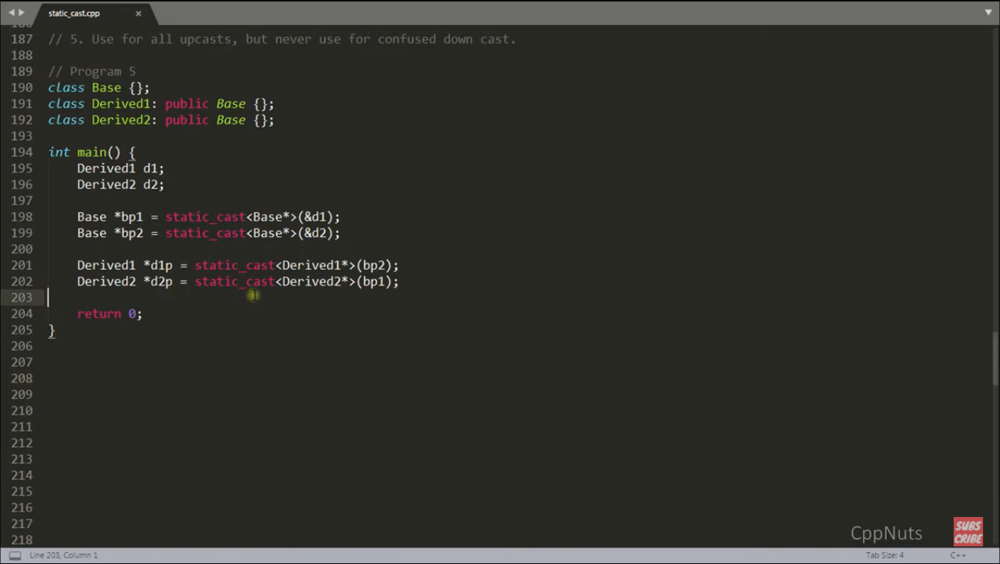 static_cast.cpp ×
187 // 5. Use for all upcasts, but never use for confused down cast.
188
189 // Program 5
190 class Base {};
191 class Derived1: public Base {};
192 class Derived2: public Base {};
193
194 int main() {
195 Derived1 d1;
196 Derived2 d2;
197
198 Base *bp1 = static_cast<Base*>(&d1);
199 Base *bp2 = static_cast<Base*>(&d2);
200
201 Derived1 *d1p = static_cast<Derived1*>(bp2);
202 Derived2 *d2p = static_cast<Derived2*>(bp1);
203
204 return 0;
205 }
206
207
208
209
210
211
212
213
214
215
216
217
218
CppNuts
SUBS
CRIBE
Line 203, Column 1 Tab Size: 4 C++